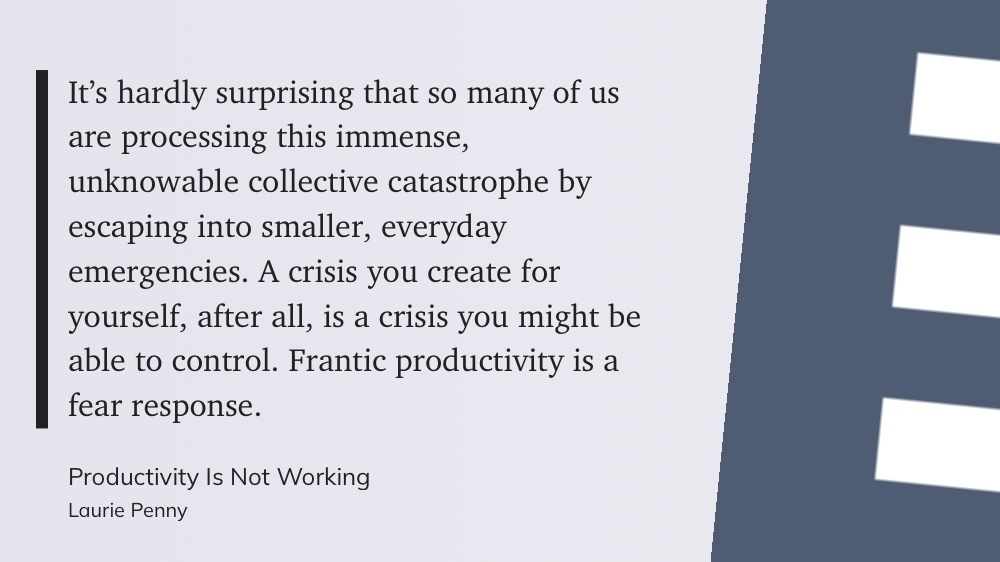 It’s hardly surprising that so many of us
are processing this immense,
unknowable collective catastrophe by
escaping into smaller, everyday
emergencies. A crisis you create for
yourself, after all, is a crisis you might be
able to control. Frantic productivity is a
fear response.
Productivity Is Not Working
Laurie Penny